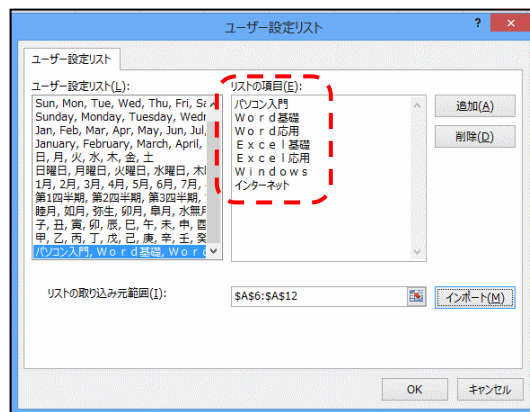 ユーザー設定リスト
?
×
ユーザー設定リスト
ユーザー設定リスト(L):
Sun, Mon, Tue, Wed, Thu, Fri, Sa
Sunday, Monday, Tuesday, Wedn
Jan, Feb, Mar, Apr, May, Jun, Jul,
January, February, March, April,
日, 月, 火, 水, 木, 金, 土
日曜日, 月曜日, 火曜日, 水曜日, 木
1月, 2月, 3月, 4月, 5月, 6月, 7月,
第1四半期, 第2四半期, 第3四半期,
睦月, 如月, 弥生, 卯月, 皐月, 水無月
子, 丑, 寅, 卯, 辰, 巳, 午, 未, 申, 酉
甲, 乙, 丙, 丁, 戊, 己, 庚, 辛, 壬, 癸
パソコン入門, Ｗｏｒｄ基礎, Ｗｏｒｄ
リストの項目(E):
パソコン入門
Ｗｏｒｄ基礎
Ｗｏｒｄ応用
Ｅｘｃｅｌ基礎
Ｅｘｃｅｌ応用
Ｗｉｎｄｏｗｓ
インターネット
追加(A)
削除(D)
リストの取り込み元範囲(I):
$A$6:$A$12
インポート(M)
OK
キャンセル